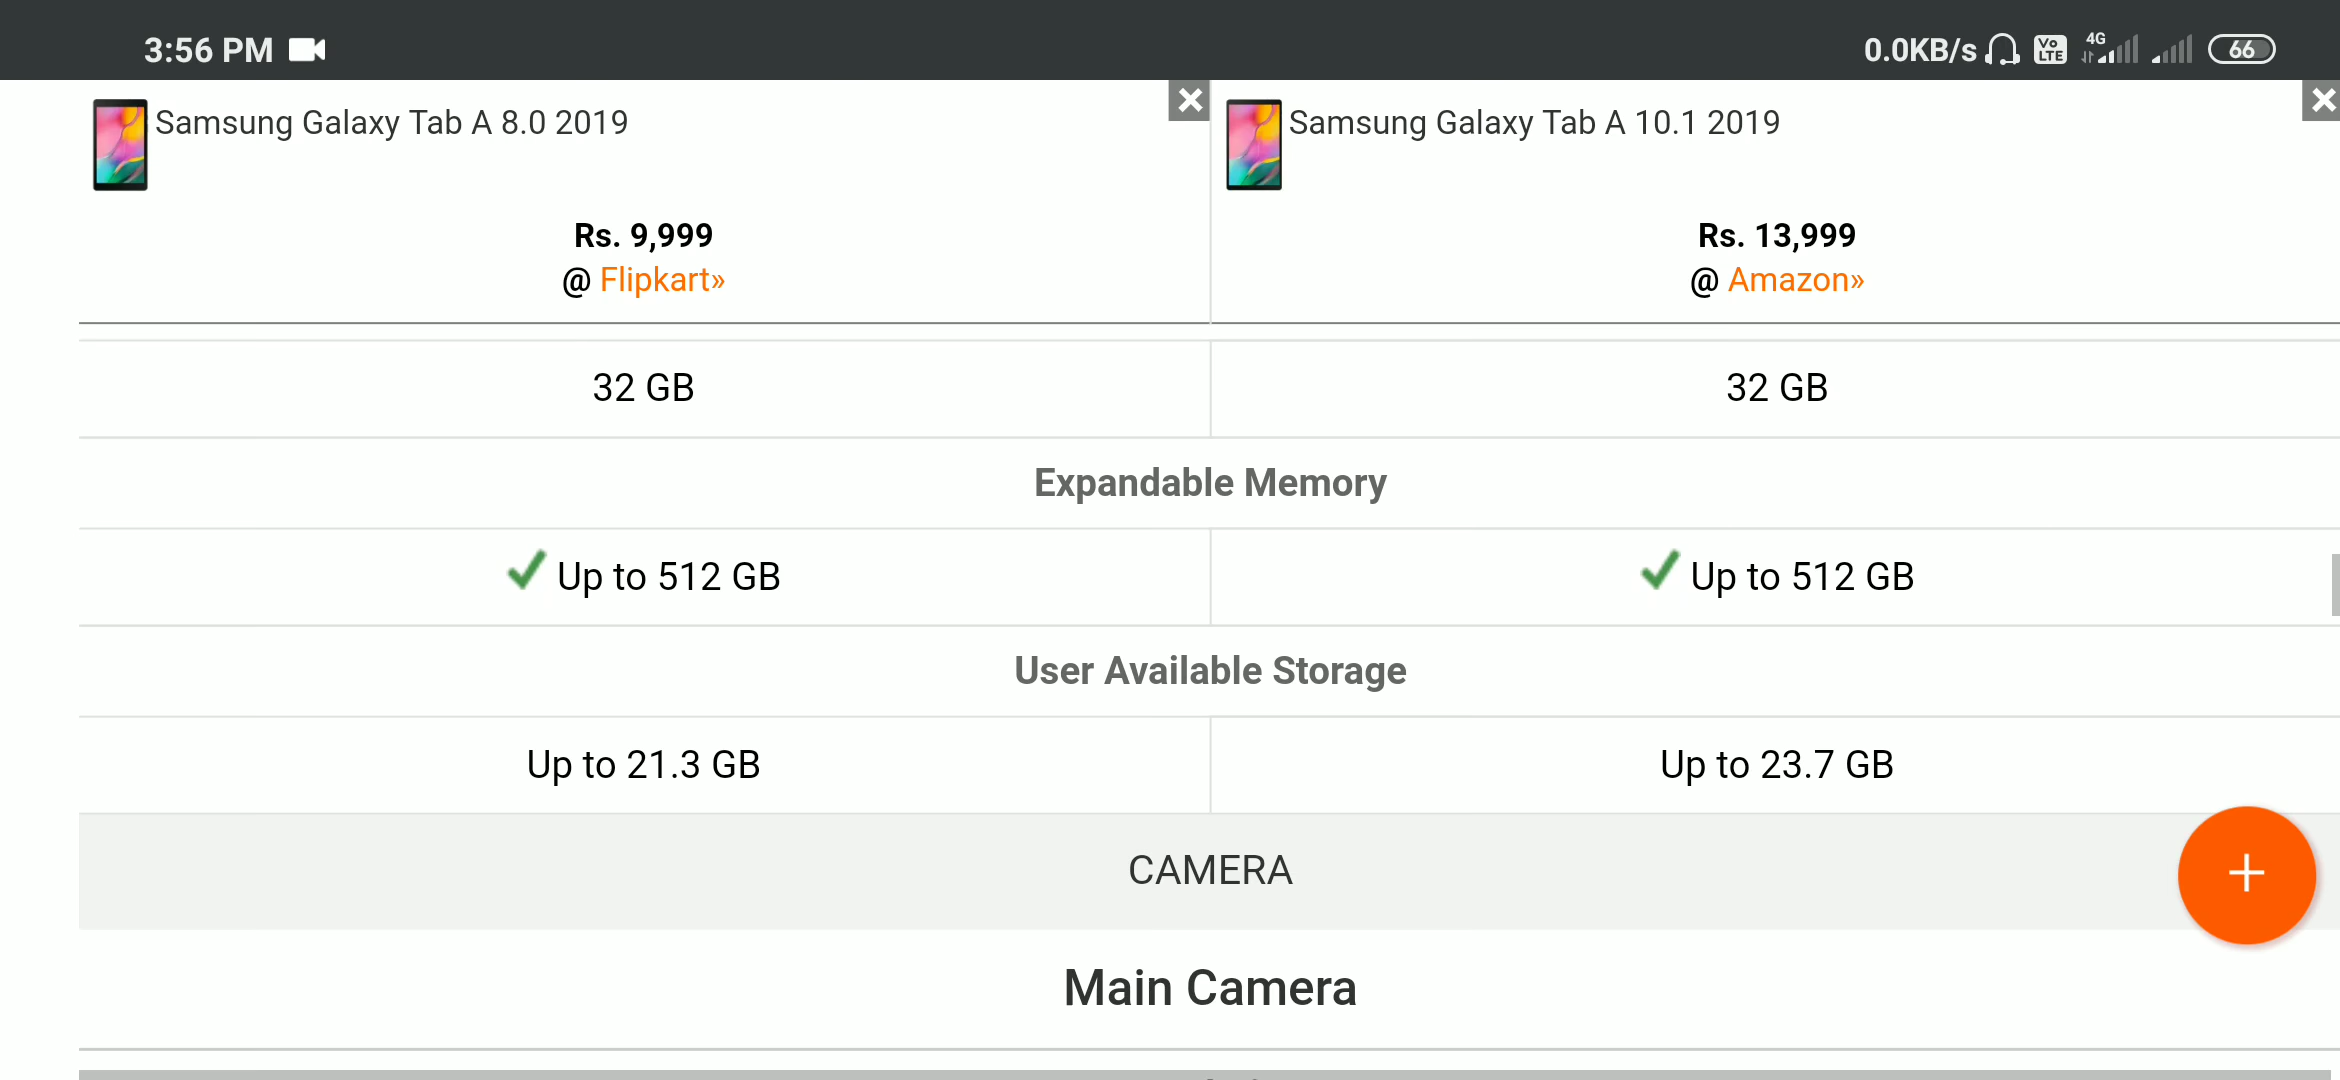 3:56 PM
0.0KB/s Vo LTE 4G 66
Samsung Galaxy Tab A 8.0 2019
Rs. 9,999
@ Flipkart»
Samsung Galaxy Tab A 10.1 2019
Rs. 13,999
@ Amazon»
32 GB 32 GB
Expandable Memory
Up to 512 GB Up to 512 GB
User Available Storage
Up to 21.3 GB Up to 23.7 GB
CAMERA
Main Camera